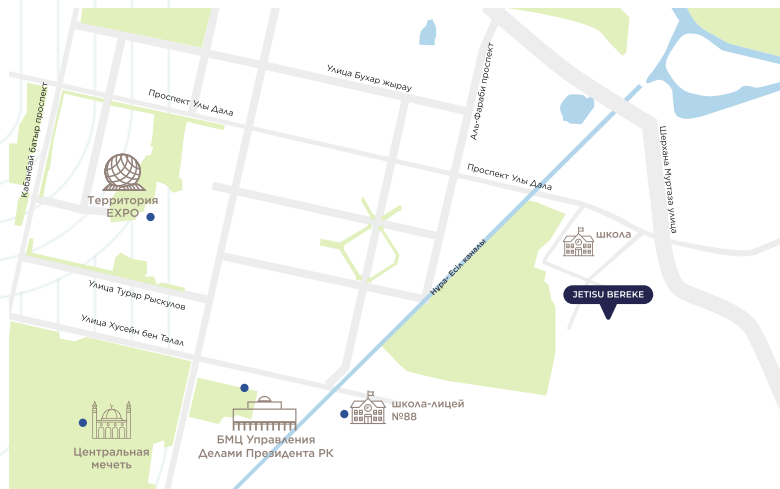 Улица Бухар жырау
Аль-Фараби проспект
Кабанбай батыр проспект
Проспект Улы Дала
Шерхана Муртаза улица
Территория
EXPO
Проспект Улы Дала
школа
Нұра- Есіл каналы
JETISU BEREKE
Улица Турар Рыскулов
Улица Хусейн бен Талал
школа-лицей
№88
БМЦ Управления
Делами Президента РК
Центральная
мечеть